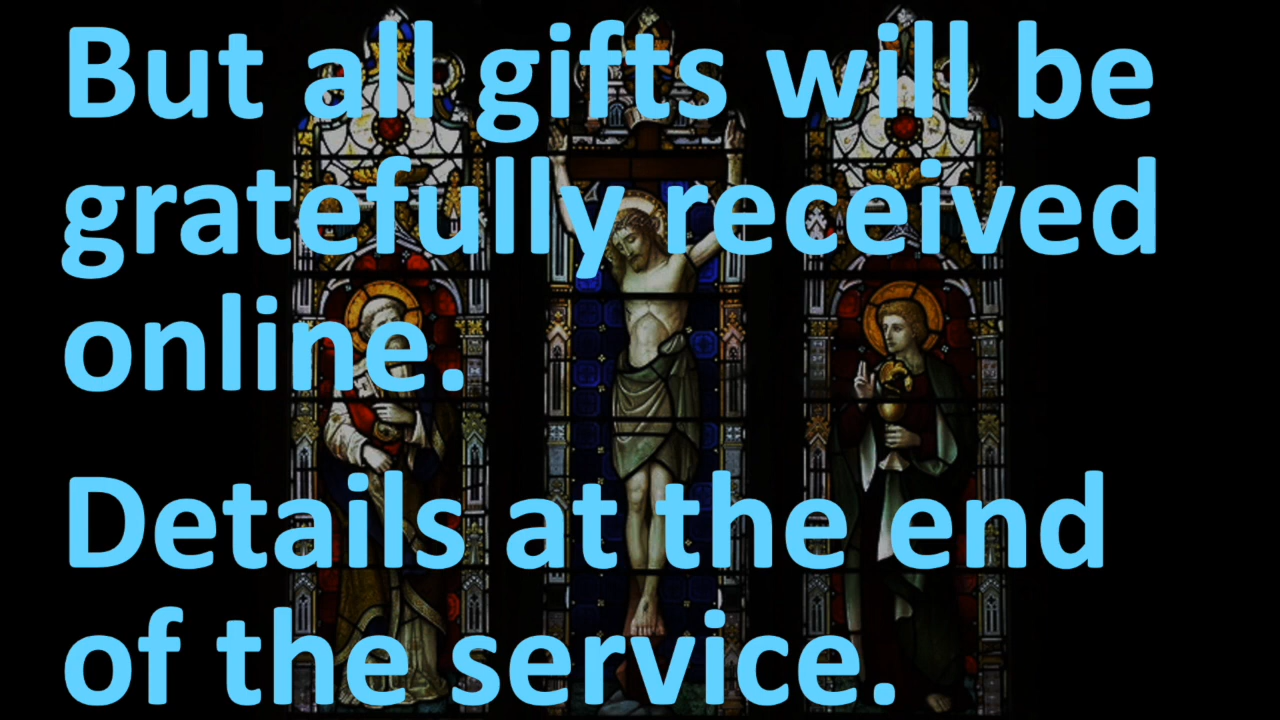 But all gifts will be
gratefully received
online.
Details at the end
of the service.